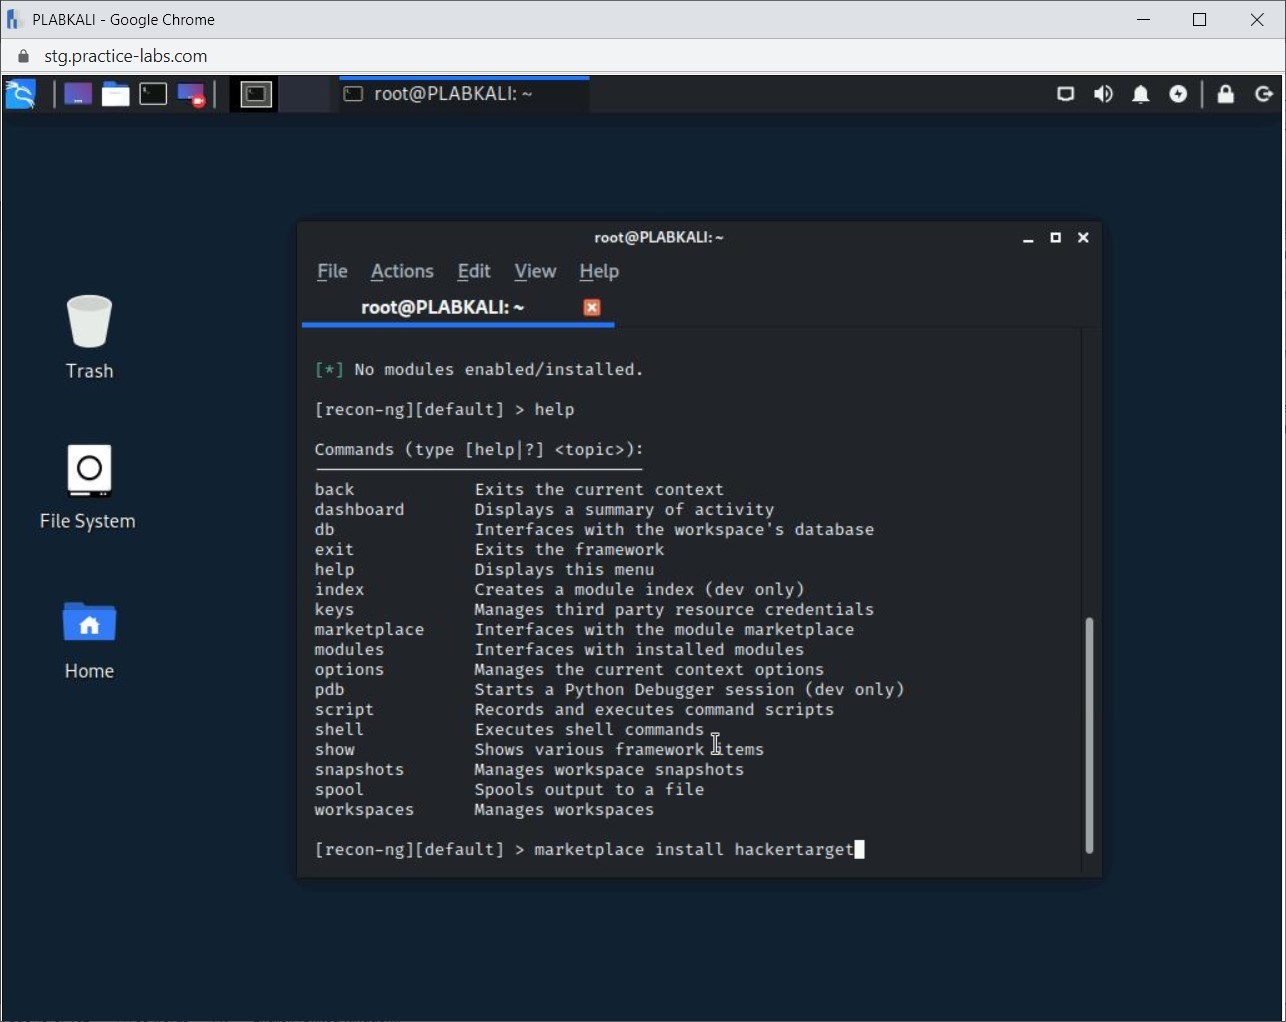 PLABKALI - Google Chrome
stg.practice-labs.com
root@PLABKALI: ~
root@PLABKALI: ~
File Actions Edit View Help
root@PLABKALI: ~
[*] No modules enabled/installed.
[recon-ng][default] > help
Commands (type [help|?] <topic>):
back Exits the current context
dashboard Displays a summary of activity
db Interfaces with the workspace's database
exit Exits the framework
help Displays this menu
index Creates a module index (dev only)
keys Manages third party resource credentials
marketplace Interfaces with the module marketplace
modules Interfaces with installed modules
options Manages the current context options
pdb Starts a Python Debugger session (dev only)
script Records and executes command scripts
shell Executes shell commands
show Shows various framework items
snapshots Manages workspace snapshots
spool Spools output to a file
workspaces Manages workspaces
[recon-ng][default] > marketplace install hackertarget
Trash
File System
Home